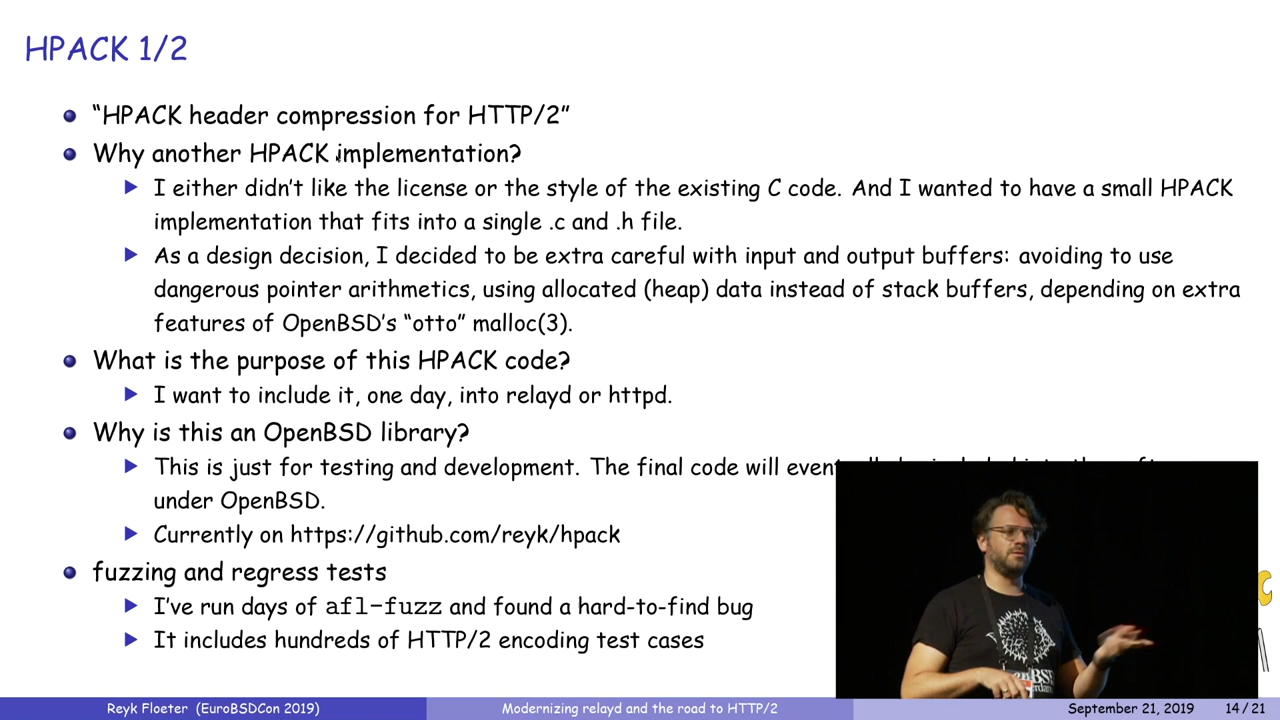 HPACK 1/2
“HPACK header compression for HTTP/2”
Why another HPACK implementation?
I either didn’t like the license or the style of the existing C code. And I wanted to have a small HPACK
implementation that fits into a single .c and .h file.
As a design decision, I decided to be extra careful with input and output buffers: avoiding to use
dangerous pointer arithmetics, using allocated (heap) data instead of stack buffers, depending on extra
features of OpenBSD’s “otto” malloc(3).
What is the purpose of this HPACK code?
I want to include it, one day, into relayd or httpd.
Why is this an OpenBSD library?
This is just for testing and development. The final code will
under OpenBSD.
Currently on https://github.com/reyk/hpack
fuzzing and regress tests
I’ve run days of afl-fuzz and found a hard-to-find bug
It includes hundreds of HTTP/2 encoding test cases
Reyk Floeter (EuroBSDCon 2019)
Modernizing relayd and the road to HTTP/2
September 21, 2019
14 / 21